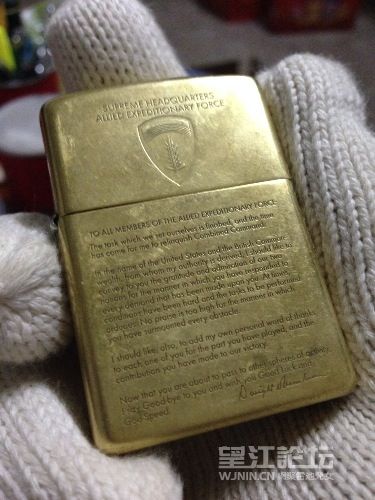 SUPREME HEADQUARTERS
ALLIED EXPEDITIONARY FORCE
TO ALL MEMBERS OF THE ALLIED EXPEDITIONARY FORCE:
The task which we set ourselves is finished, and the time
has come for me to relinquish Combined Command.
In the name of the United States and the British Common-
wealth, from whom my authority is derived, I should like to
convey to you the gratitude and admiration of our two
nations for the manner in which you have responded to
every demand that has been made upon you. At times,
conditions have been hard and the tasks to be performed
arduous. No praise is too high for the manner in which
you have surmounted every obstacle.
I should like, also, to add my own personal word of thanks
to each one of you for the part you have played, and the
contribution you have made to our victory.
Now that you are about to pass to other spheres of activity,
I say Good-bye to you and wish you Good Luck and
God-Speed.
望江論坛
WJNIN.CN